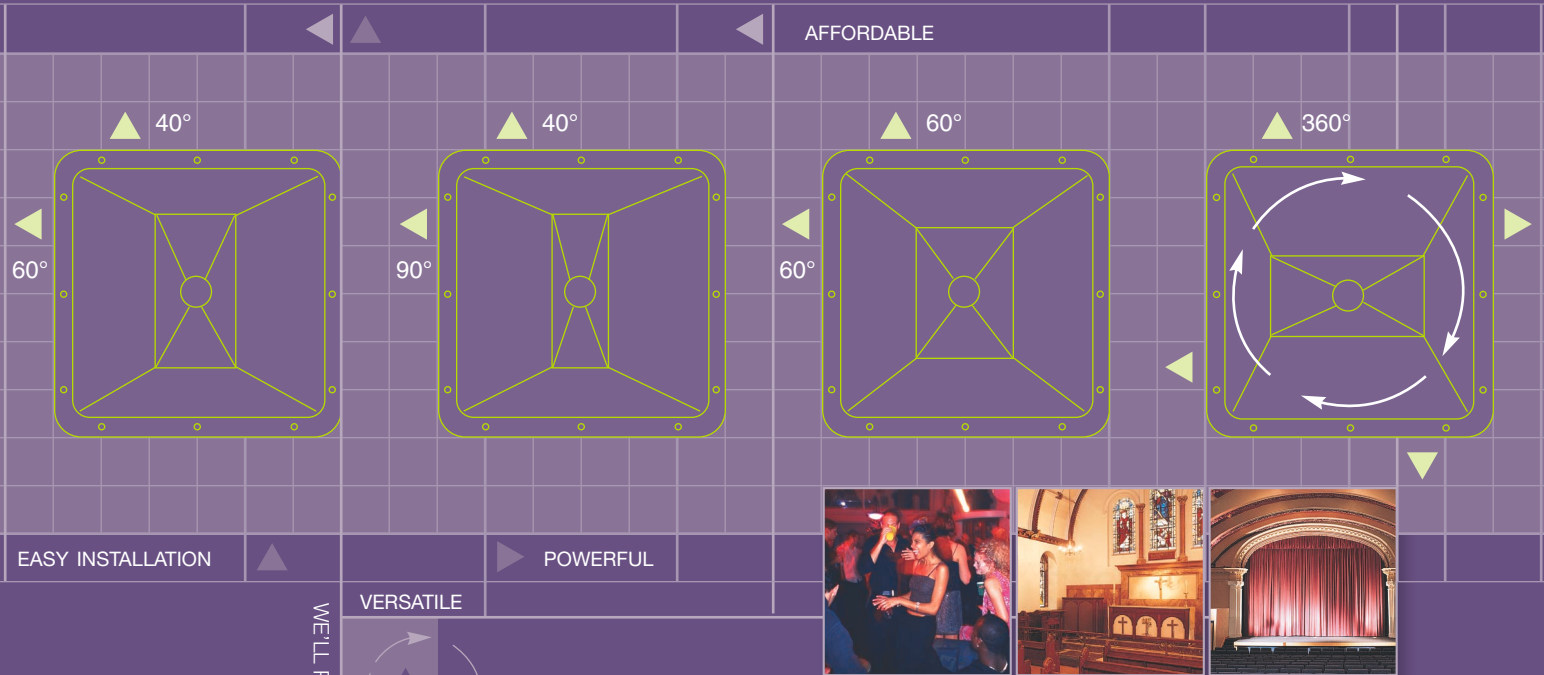 AFFORDABLE
40°
40°
60°
360°
60°
90°
60°
EASY INSTALLATION
POWERFUL
VERSATILE
WE'LL